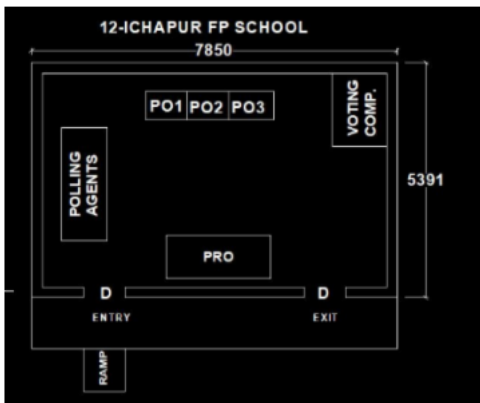 12-ICHAPUR FP SCHOOL
7850
PO1 PO2 PO3
VOTING
COMP.
POLLING
AGENTS
5391
PRO
D
D
ENTRY
EXIT
RAMP